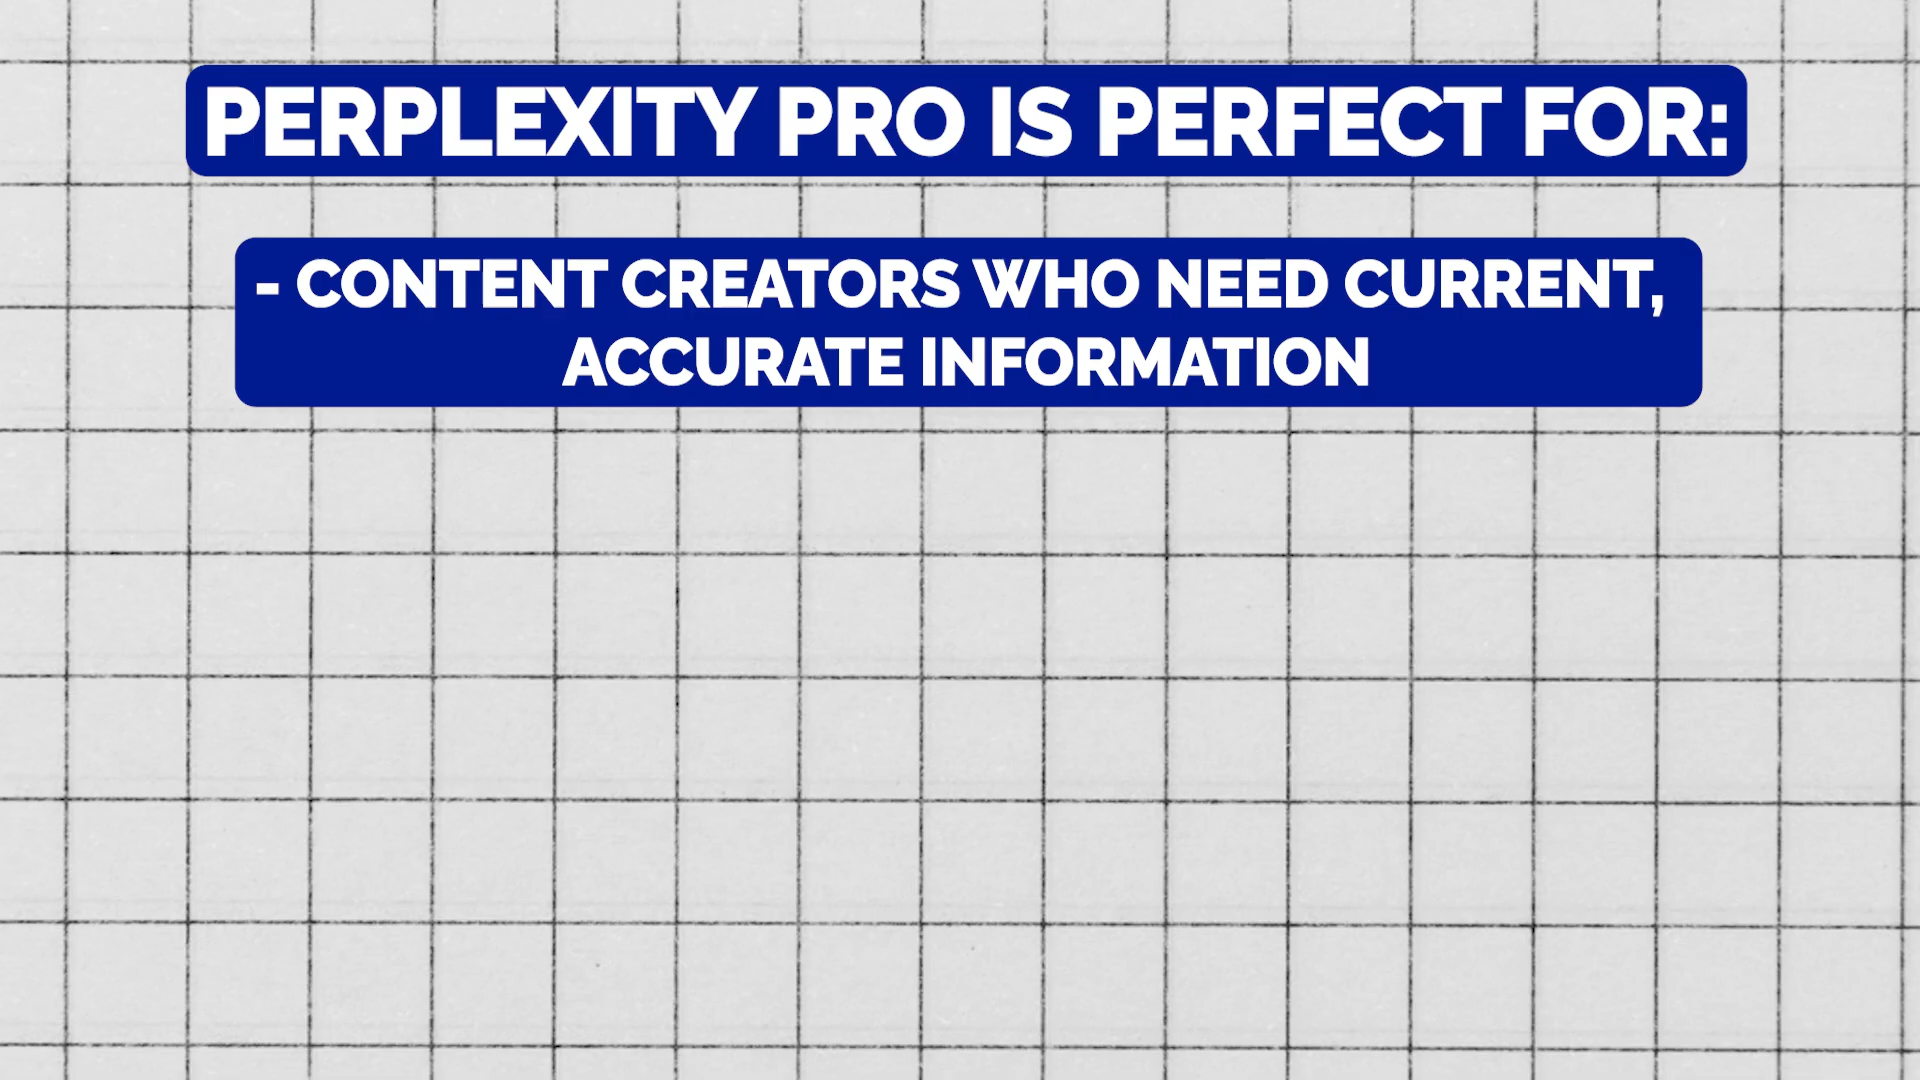 PERPLEXITY PRO IS PERFECT FOR:
- CONTENT CREATORS WHO NEED CURRENT,
ACCURATE INFORMATION